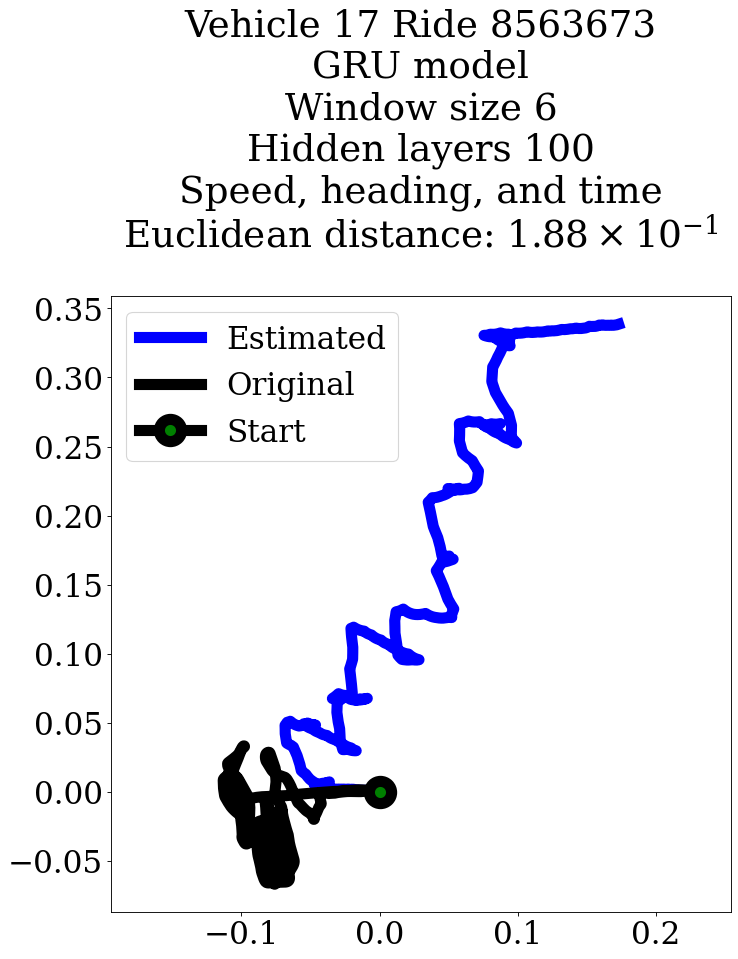 Vehicle 17 Ride 8563673
GRU model
Window size 6
Hidden layers 100
Speed, heading, and time
Euclidean distance: 1.88 × 10⁻¹
Estimated
Original
Start
0.35
0.30
0.25
0.20
0.15
0.10
0.05
0.00
−0.05
−0.1
0.0
0.1
0.2